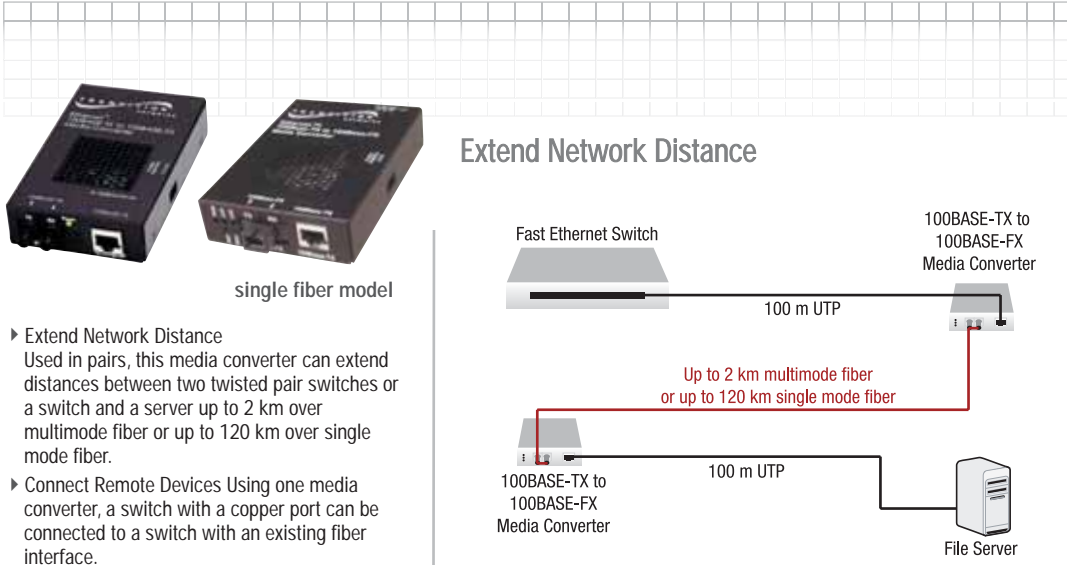 Extend Network Distance
single fiber model
Extend Network Distance
Used in pairs, this media converter can extend
distances between two twisted pair switches or
a switch and a server up to 2 km over
multimode fiber or up to 120 km over single
mode fiber.
Connect Remote Devices Using one media
converter, a switch with a copper port can be
connected to a switch with an existing fiber
interface.
Fast Ethernet Switch
100BASE-TX to
100BASE-FX
Media Converter
100 m UTP
Up to 2 km multimode fiber
or up to 120 km single mode fiber
100BASE-TX to
100BASE-FX
Media Converter
100 m UTP
File Server